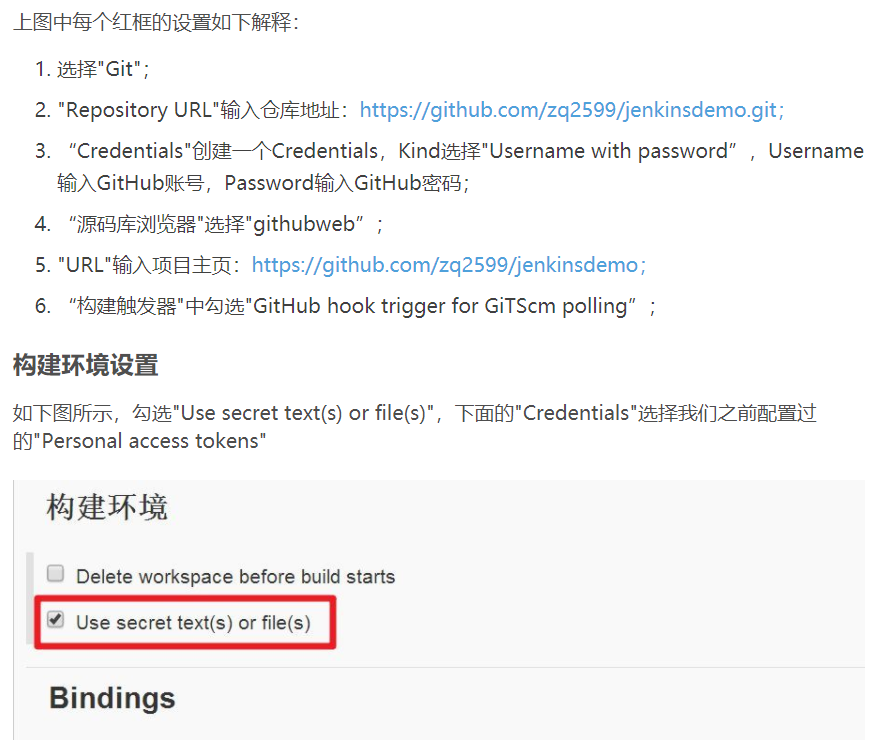 上图中每个红框的设置如下解释：
1. 选择"Git"；
2. "Repository URL"输入仓库地址：https://github.com/zq2599/jenkinsdemo.git；
3. “Credentials"创建一个Credentials，Kind选择"Username with password”，Username
输入GitHub账号，Password输入GitHub密码；
4. “源码库浏览器"选择"githubweb”；
5. "URL"输入项目主页：https://github.com/zq2599/jenkinsdemo；
6. “构建触发器"中勾选"GitHub hook trigger for GiTScm polling”；
构建环境设置
如下图所示，勾选"Use secret text(s) or file(s)"，下面的"Credentials"选择我们之前配置过
的"Personal access tokens"
构建环境
Delete workspace before build starts
Use secret text(s) or file(s)
Bindings